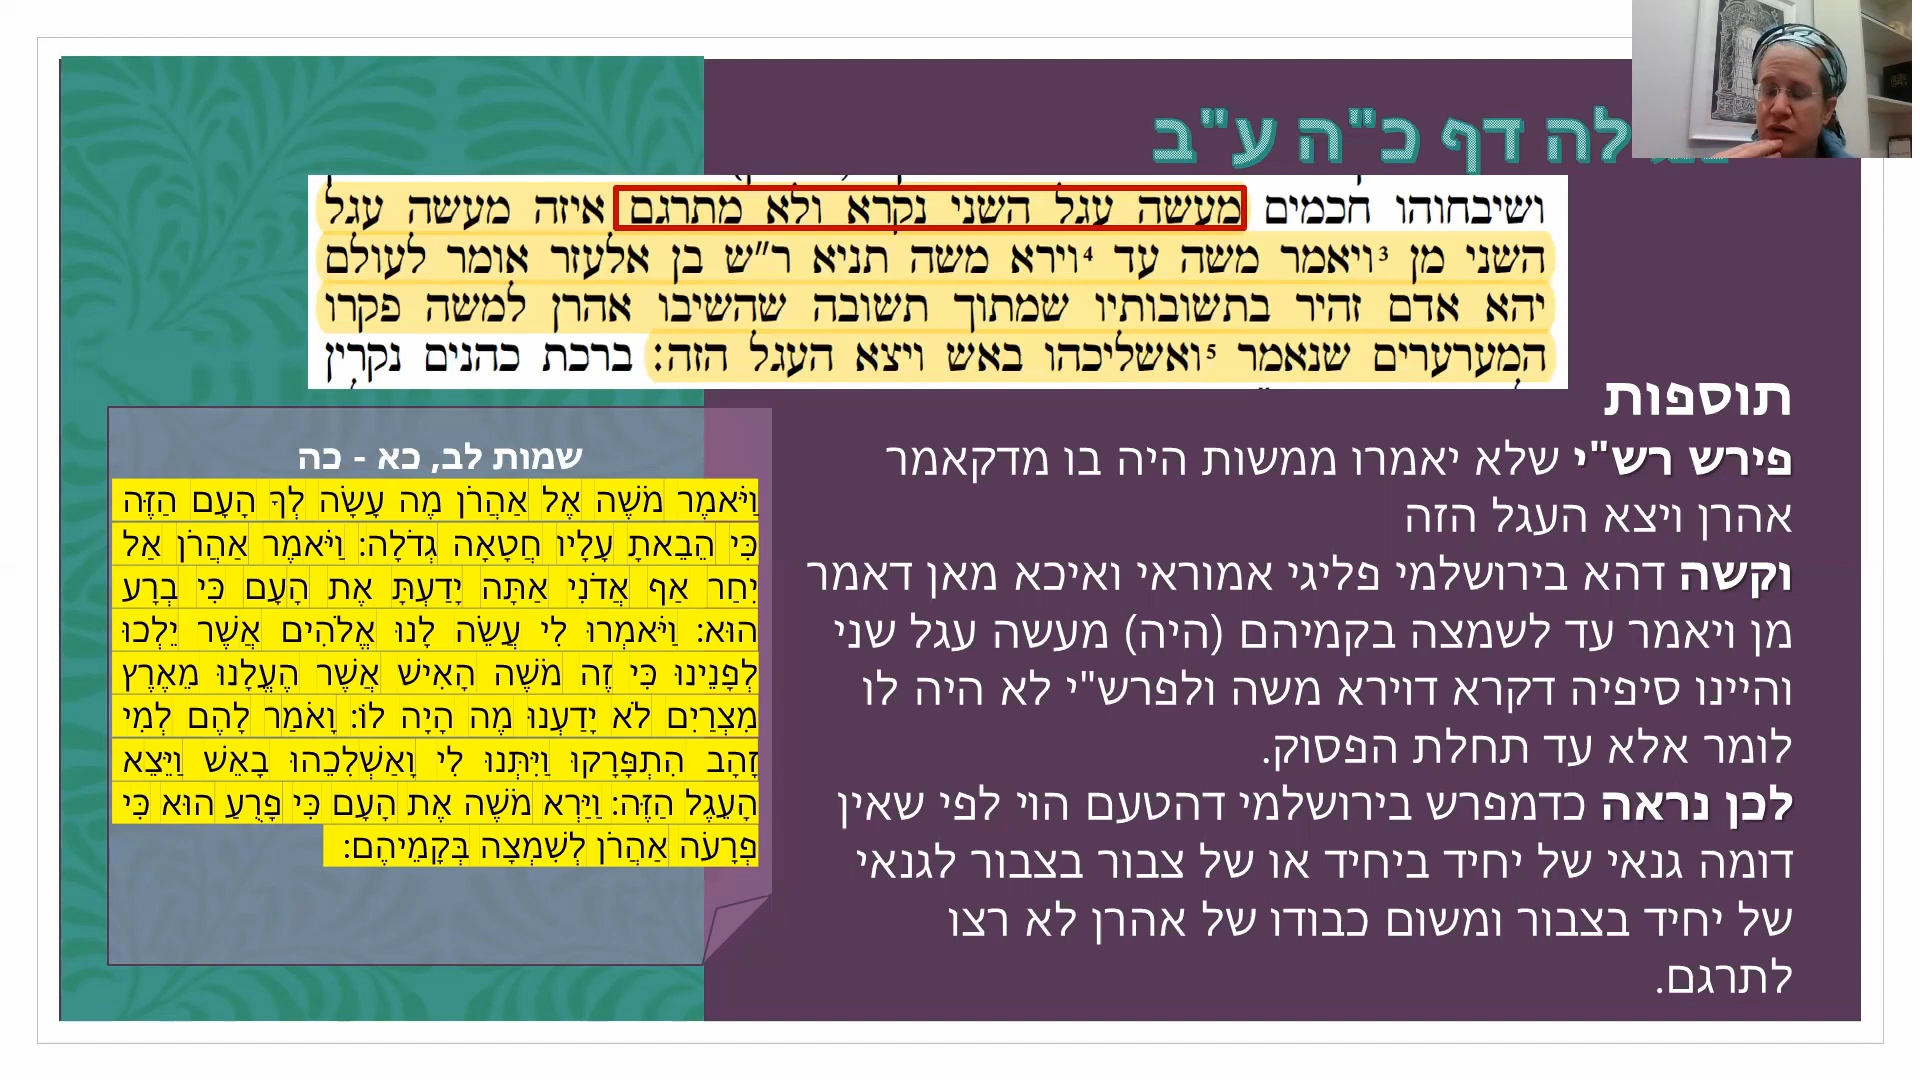 לה דף כ"ה ע"ב
ושיבחוהו חכמים מעשה עגל השני נקרא ולא מתרגם איזה מעשה עגל
השני מן ³ויאמר משה עד ⁴וירא משה תניא ר״ש בן אלעזר אומר לעולם
יהא אדם זהיר בתשובותיו שמתוך תשובה שהשיבו אהרן למשה פקרו
המערערים שנאמר ⁵ואשליכהו באש ויצא העגל הזה: ברכת כהנים נקרין
תוספות
פירש רש"י שלא יאמרו ממשות היה בו מדקאמר
אהרן ויצא העגל הזה
וקשה דהא בירושלמי פליגי אמוראי ואיכא מאן דאמר
מן ויאמר עד לשמצה בקמיהם (היה) מעשה עגל שני
והיינו סיפיה דקרא דוירא משה ולפרש"י לא היה לו
לומר אלא עד תחלת הפסוק.
לכן נראה כדמפרש בירושלמי דהטעם הוי לפי שאין
דומה גנאי של יחיד ביחיד או של צבור בצבור לגנאי
של יחיד בצבור ומשום כבודו של אהרן לא רצו
לתרגם.
שמות לב, כא - כה
וַיֹּאמֶר מֹשֶׁה אֶל אַהֲרֹן מֶה עָשָׂה לְךָ הָעָם הַזֶּה
כִּי הֵבֵאתָ עָלָיו חֲטָאָה גְדֹלָה: וַיֹּאמֶר אַהֲרֹן אַל
יִחַר אַף אֲדֹנִי אַתָּה יָדַעְתָּ אֶת הָעָם כִּי בְרָע
הוּא: וַיֹּאמְרוּ לִי עֲשֵׂה לָנוּ אֱלֹהִים אֲשֶׁר יֵלְכוּ
לְפָנֵינוּ כִּי זֶה מֹשֶׁה הָאִישׁ אֲשֶׁר הֶעֱלָנוּ מֵאֶרֶץ
מִצְרַיִם לֹא יָדַעְנוּ מֶה הָיָה לוֹ: וָאֹמַר לָהֶם לְמִי
זָהָב הִתְפָּרָקוּ וַיִּתְּנוּ לִי וָאַשְׁלִכֵהוּ בָאֵשׁ וַיֵּצֵא
הָעֵגֶל הַזֶּה: וַיַּרְא מֹשֶׁה אֶת הָעָם כִּי פָרֻעַ הוּא כִּי
פְרָעֹה אַהֲרֹן לְשִׁמְצָה בְּקָמֵיהֶם: